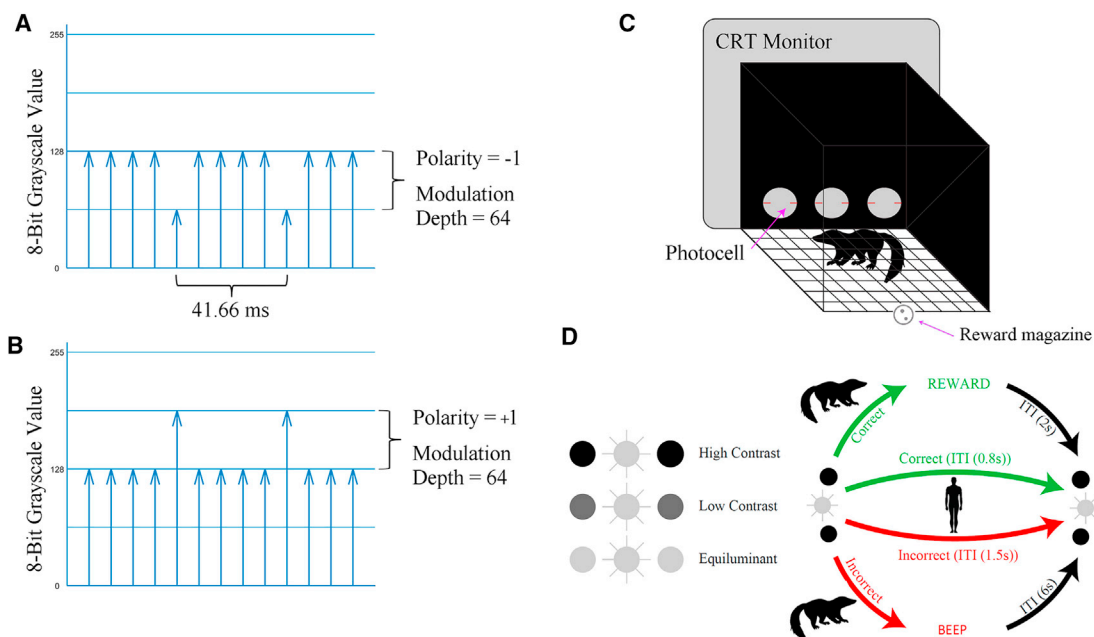 A
255
128
0
8-Bit Grayscale Value
Polarity = -1
Modulation
Depth = 64
41.66 ms
B
255
128
0
8-Bit Grayscale Value
Polarity = +1
Modulation
Depth = 64
C
CRT Monitor
Photocell
Reward magazine
D
High Contrast
Low Contrast
Equiluminant
REWARD
Correct
ITI (2s)
Correct (ITI (0.8s))
Incorrect (ITI (1.5s))
Incorrect
ITI (6s)
BEEP